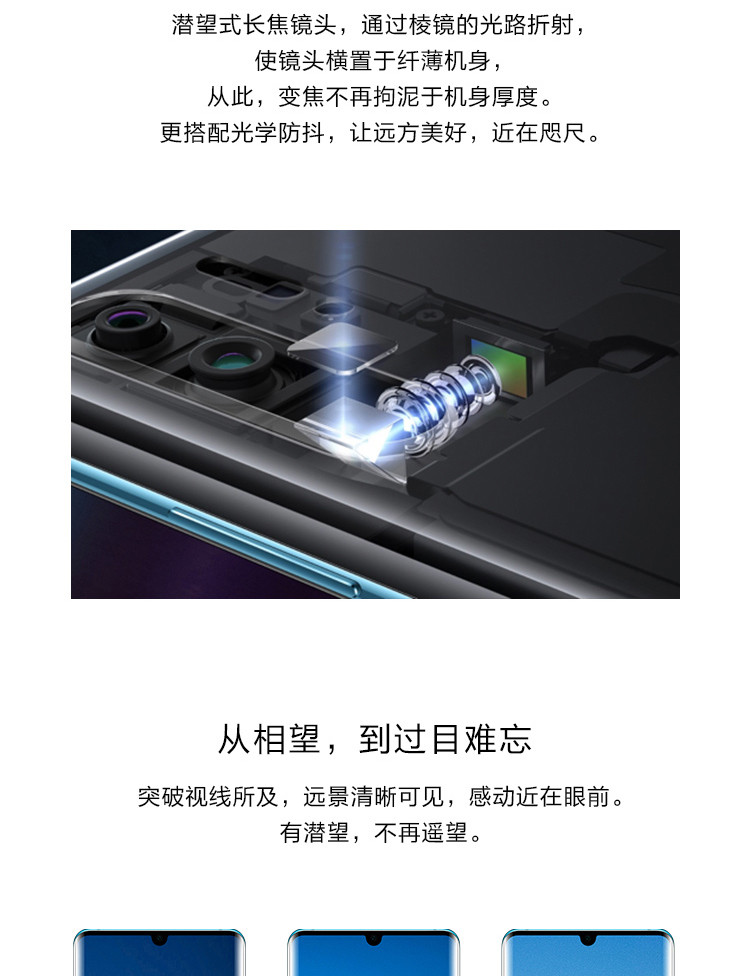 潜望式长焦镜头，通过棱镜的光路折射，
使镜头横置于纤薄机身，
从此，变焦不再拘泥于机身厚度。
更搭配光学防抖，让远方美好，近在咫尺。
从相望，到过目难忘
突破视线所及，远景清晰可见，感动近在眼前。
有潜望，不再遥望。